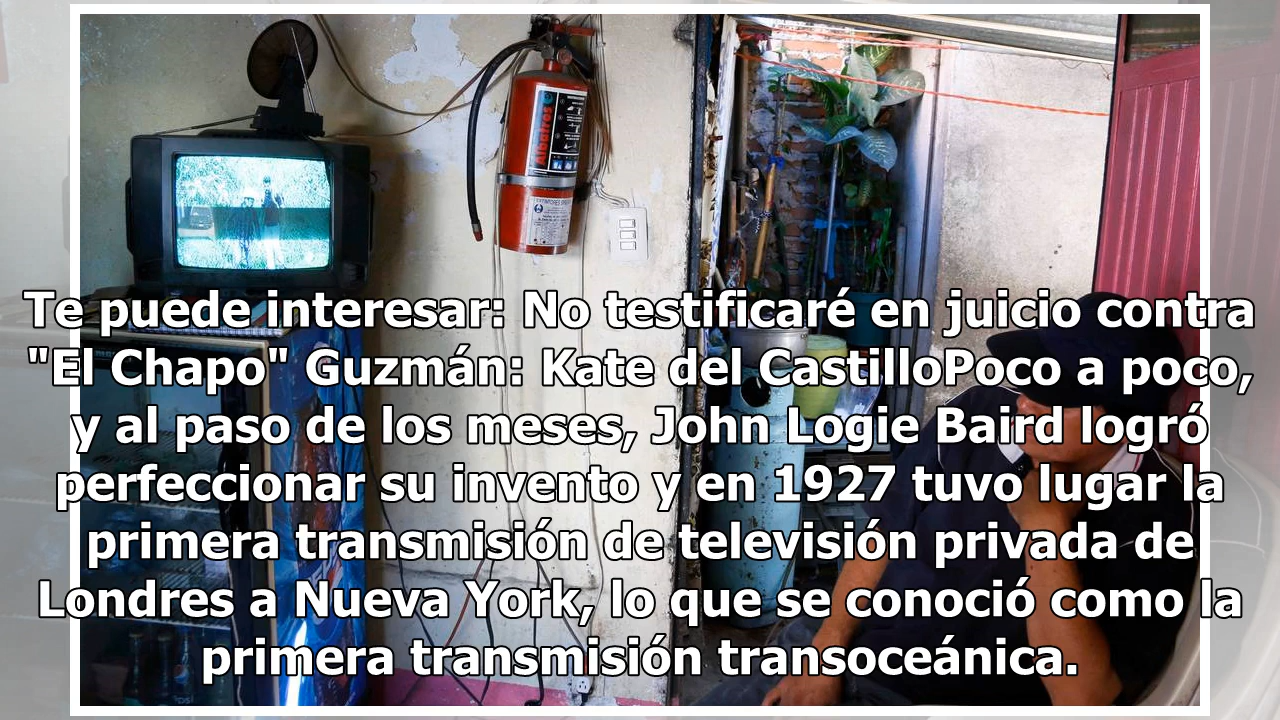 Albatros
EXTINTORES
Te puede interesar: No testificaré en juicio contra
"El Chapo" Guzmán: Kate del CastilloPoco a poco,
y al paso de los meses, John Logie Baird logró
perfeccionar su invento y en 1927 tuvo lugar la
primera transmisión de televisión privada de
Londres a Nueva York, lo que se conoció como la
primera transmisión transoceánica.